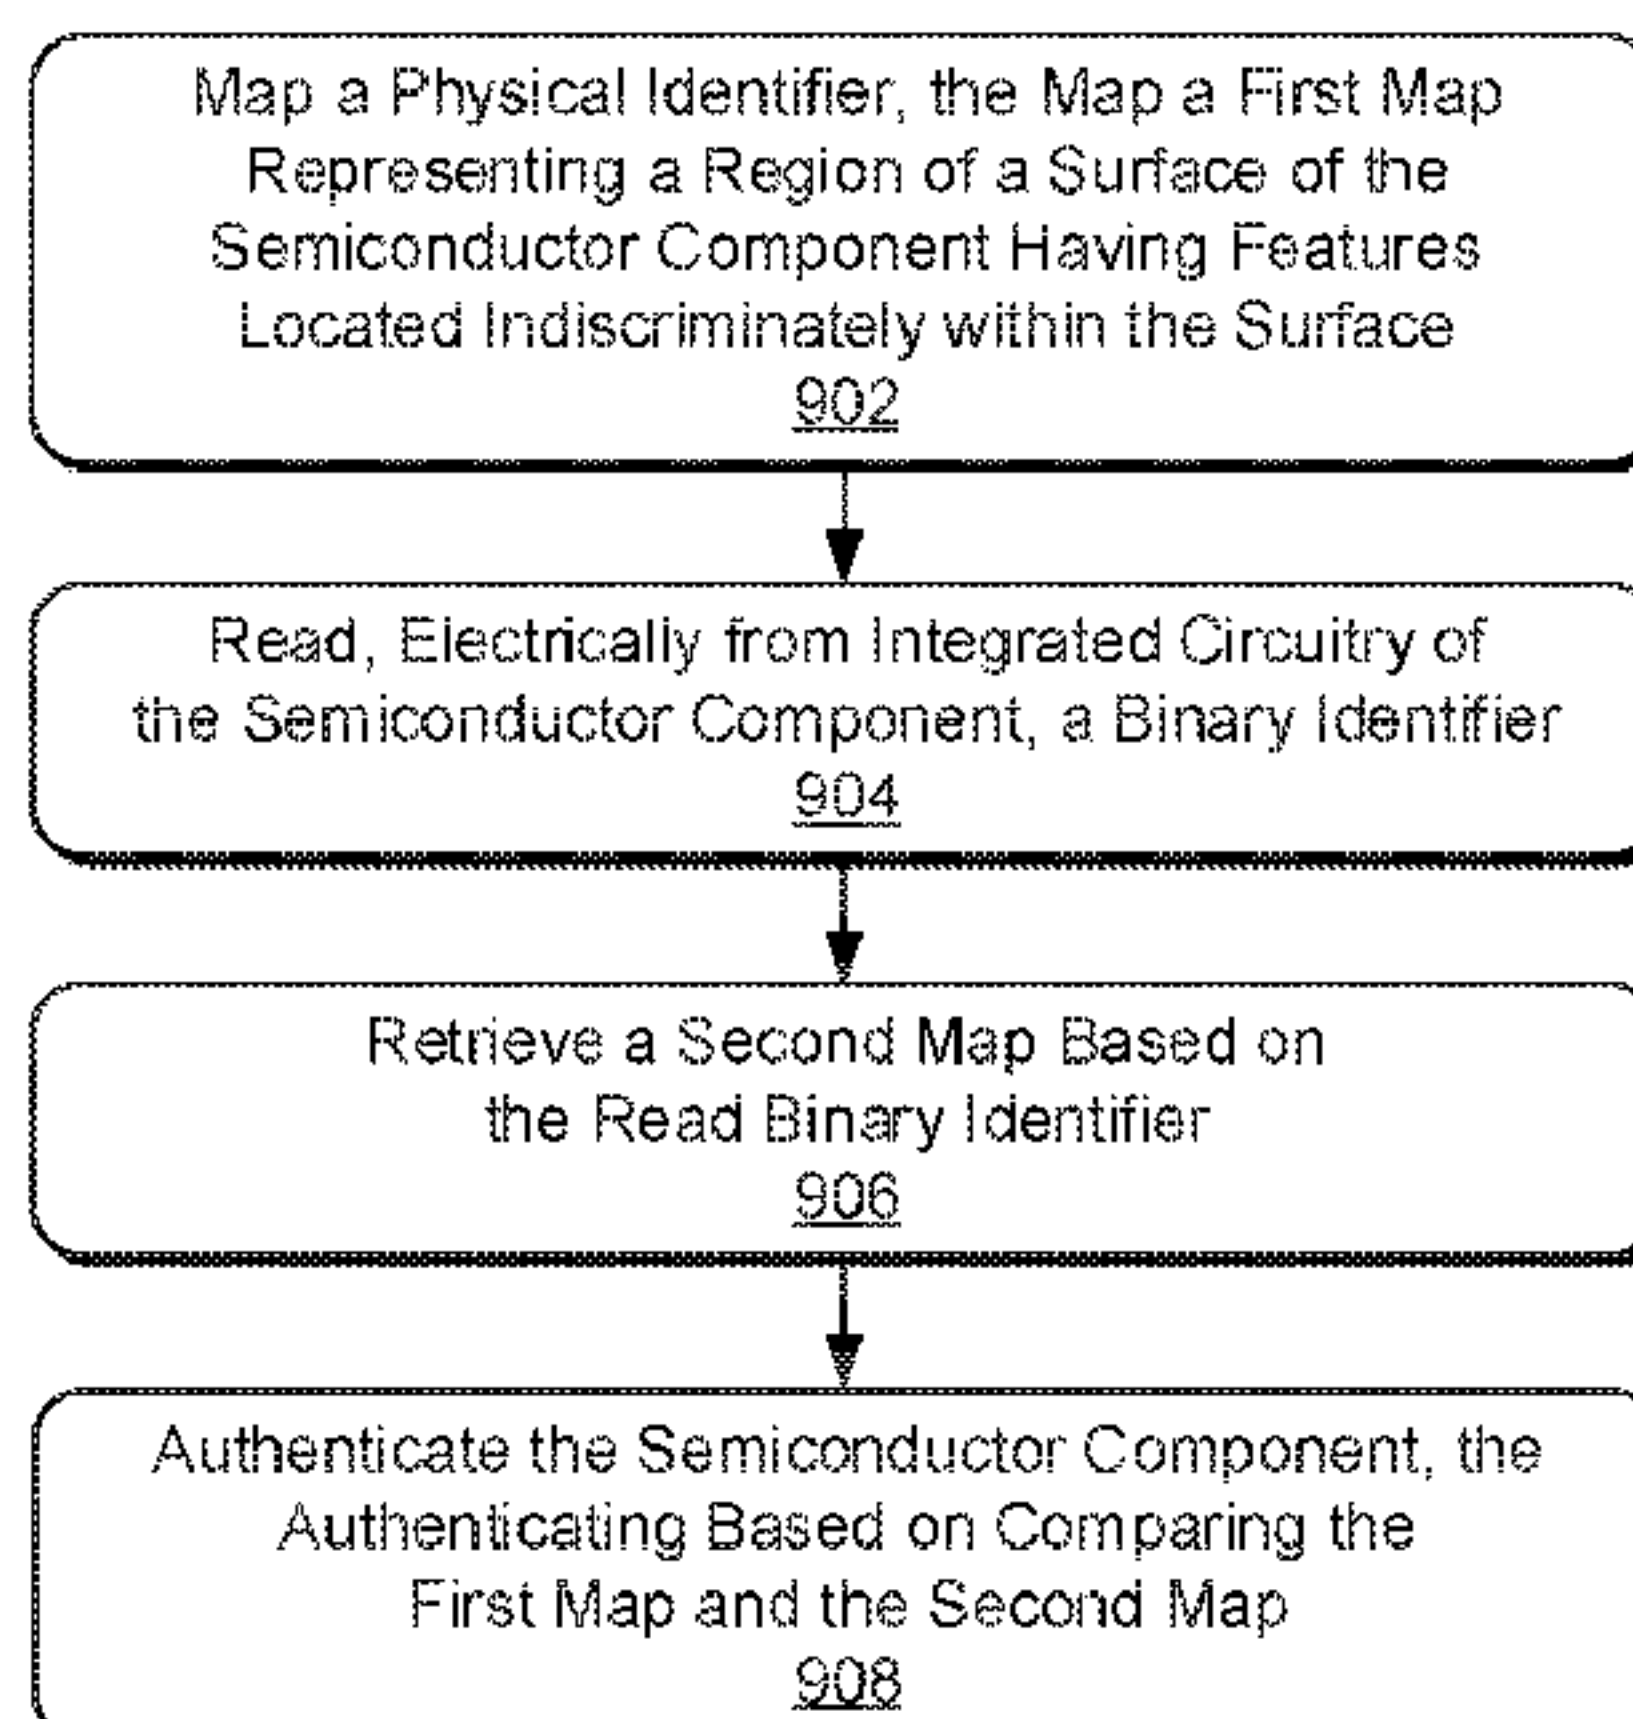 Map a Physical Identifier, the Map a First Map
Representing a Region of a Surface of the
Semiconductor Component Having Features
Located Indiscriminately within the Surface
902
Read, Electrically from Integrated Circuitry of
the Semiconductor Component, a Binary Identifier
904
Retrieve a Second Map Based on
the Read Binary Identifier
906
Authenticate the Semiconductor Component, the
Authenticating Based on Comparing the
First Map and the Second Map
908